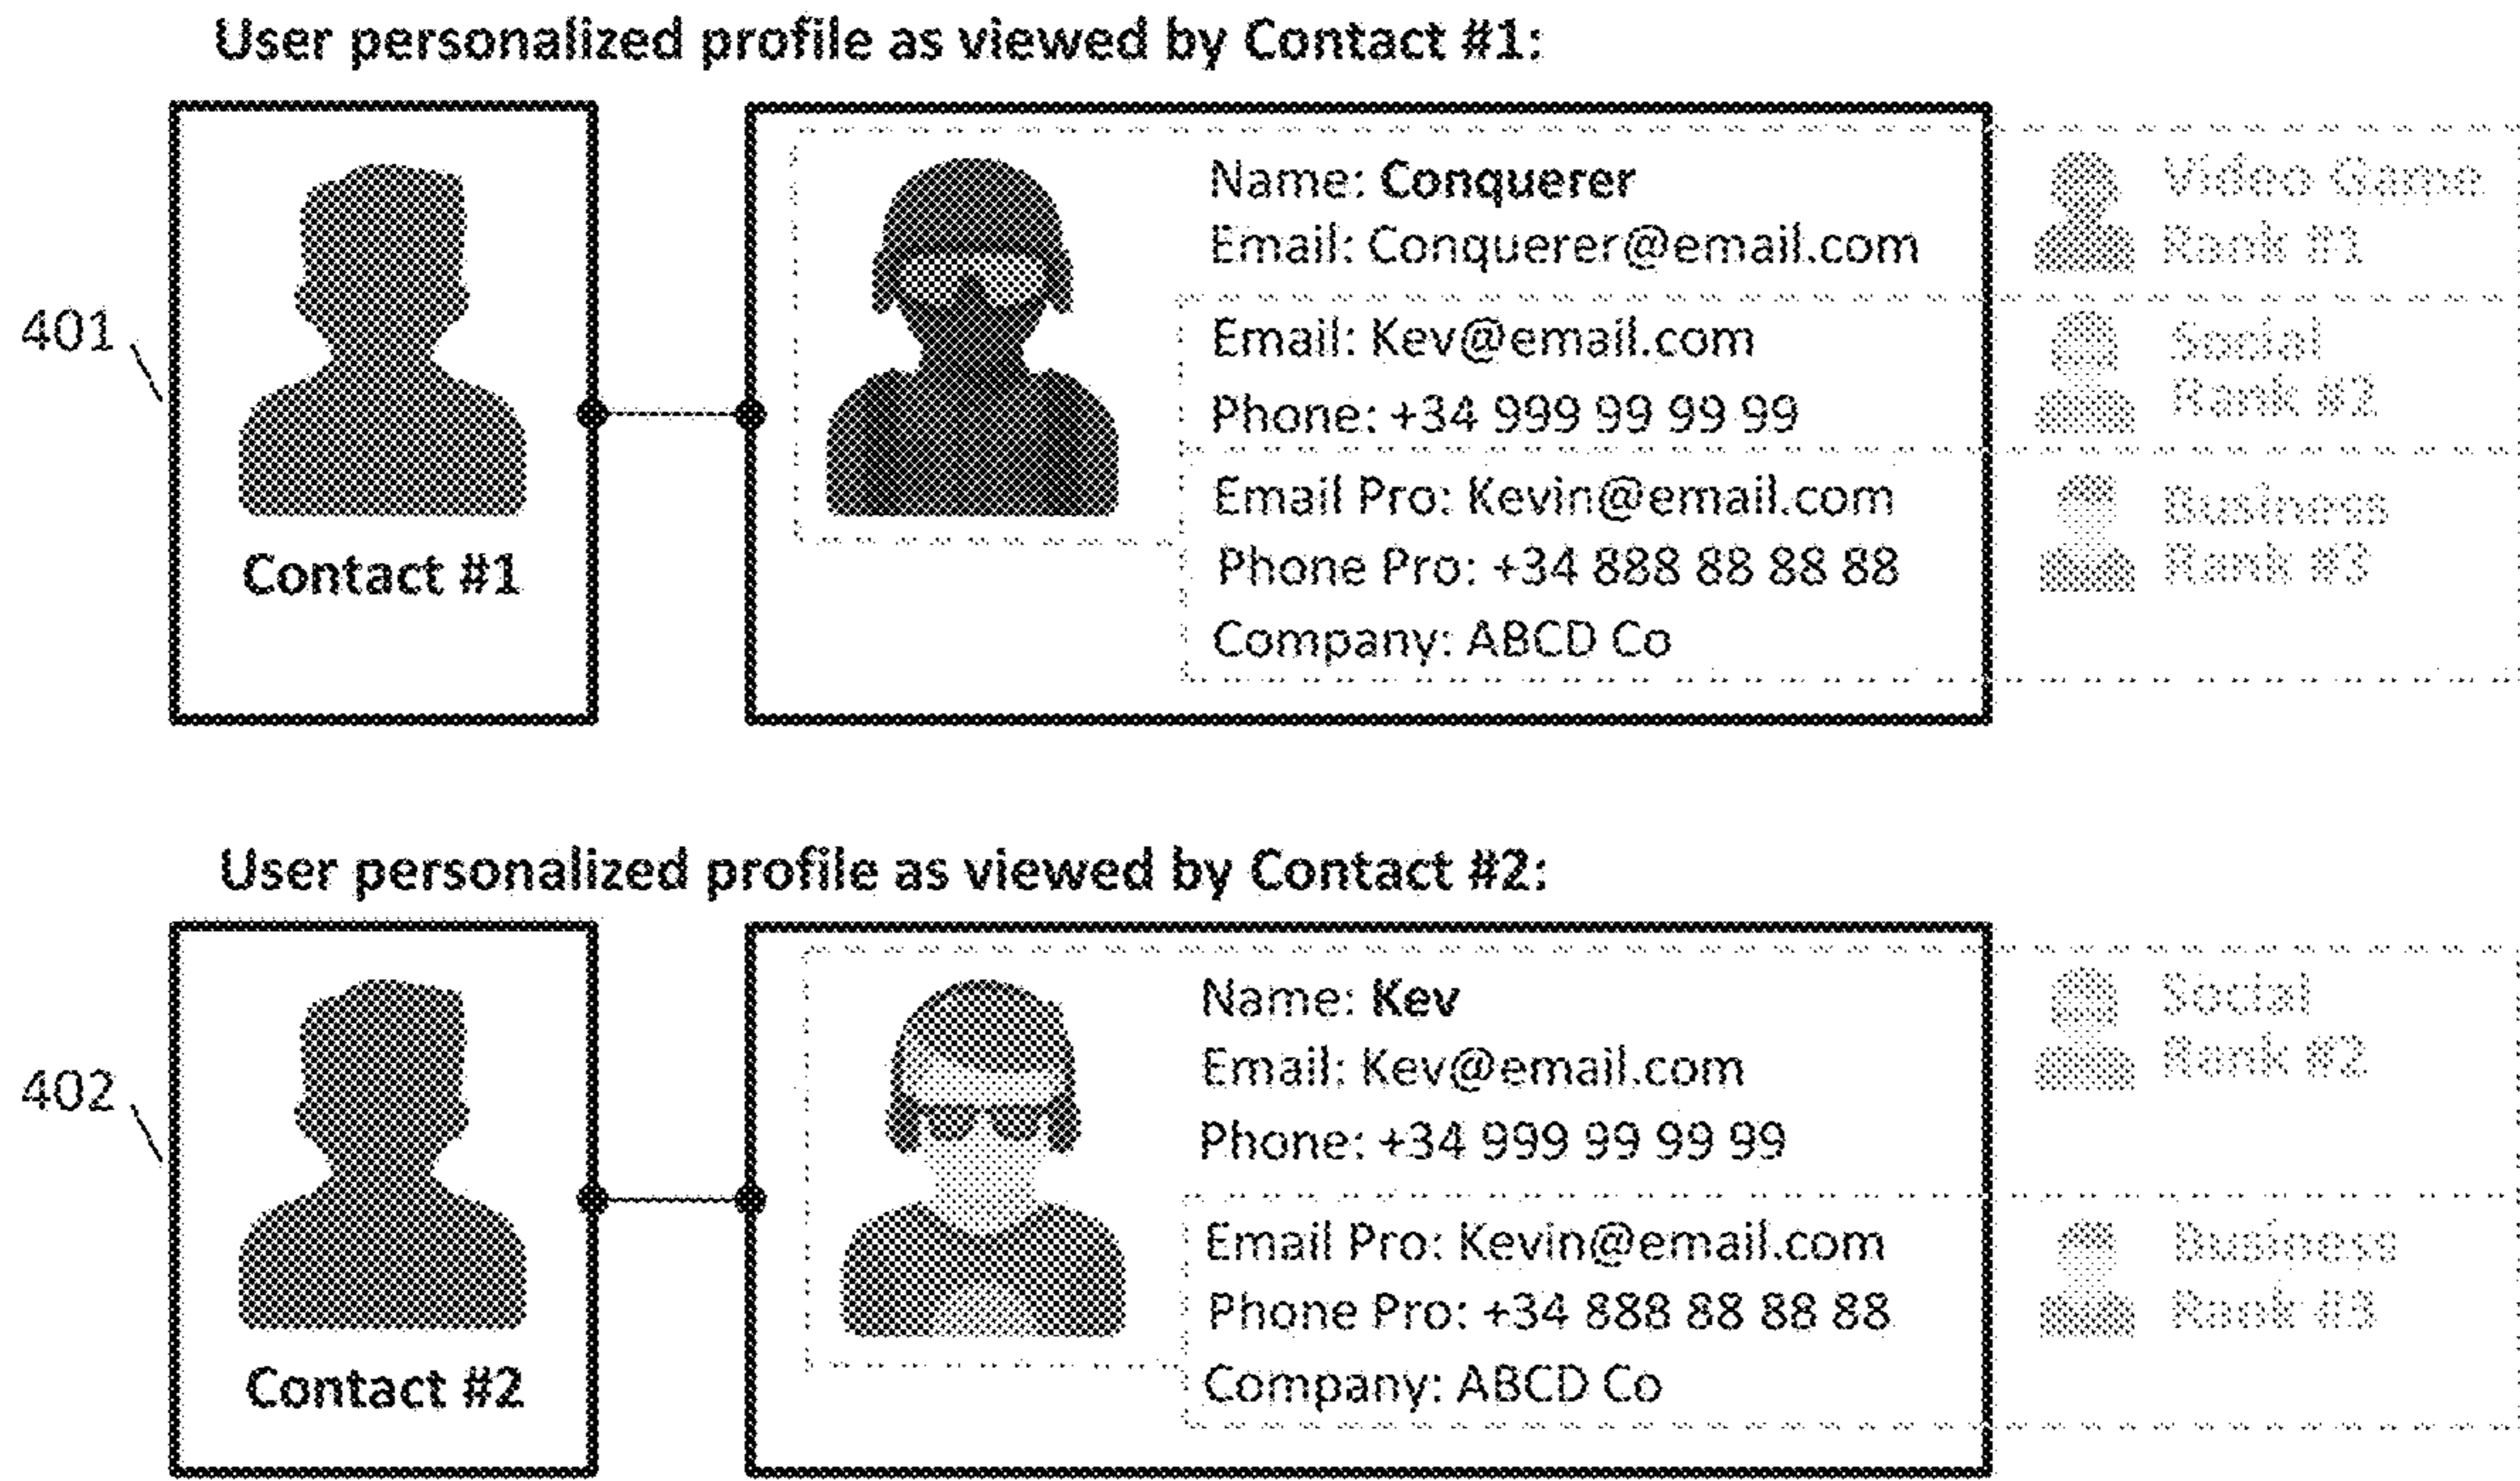 User personalized profile as viewed by Contact #1:
401
Contact #1
Name: Conquerer
Email: Conquerer@email.com
Email: Kev@email.com
Phone: +34 999 99 99 99
Email Pro: Kevin@email.com
Phone Pro: +34 888 88 88 88
Company: ABCD Co
Video Game
Rank #1
Social
Rank #2
Business
Rank #3
User personalized profile as viewed by Contact #2:
402
Contact #2
Name: Kev
Email: Kev@email.com
Phone: +34 999 99 99 99
Email Pro: Kevin@email.com
Phone Pro: +34 888 88 88 88
Company: ABCD Co
Social
Rank #2
Business
Rank #3